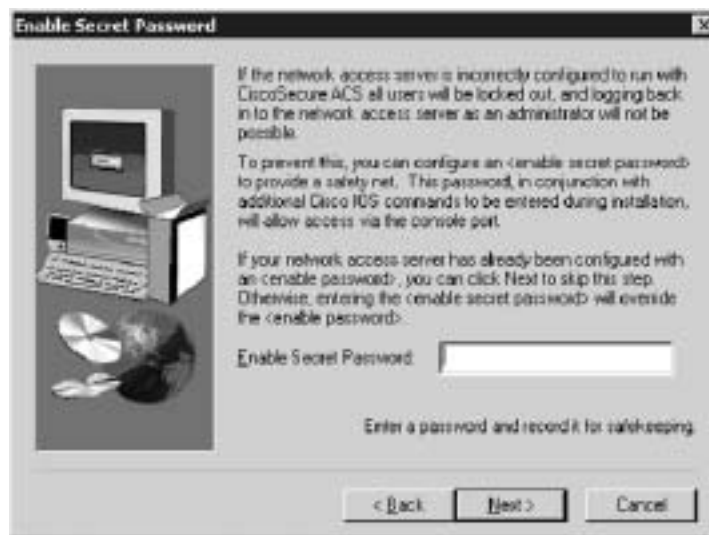 Enable Secret Password
If the network access server is incorrectly configured to run with
CiscoSecure ACS all users will be locked out, and logging back
in to the network access server as an administrator will not be
possible.
To prevent this, you can configure an <enable secret password>
to provide a safety net. This password, in conjunction with
additional Cisco IOS commands to be entered during installation,
will allow access via the console port.
If your network access server has already been configured with
an <enable password>, you can click Next to skip this step.
Otherwise, entering the <enable secret password> will override
the <enable password>.
Enable Secret Password:
Enter a password and record it for safekeeping.
< Back
Next >
Cancel